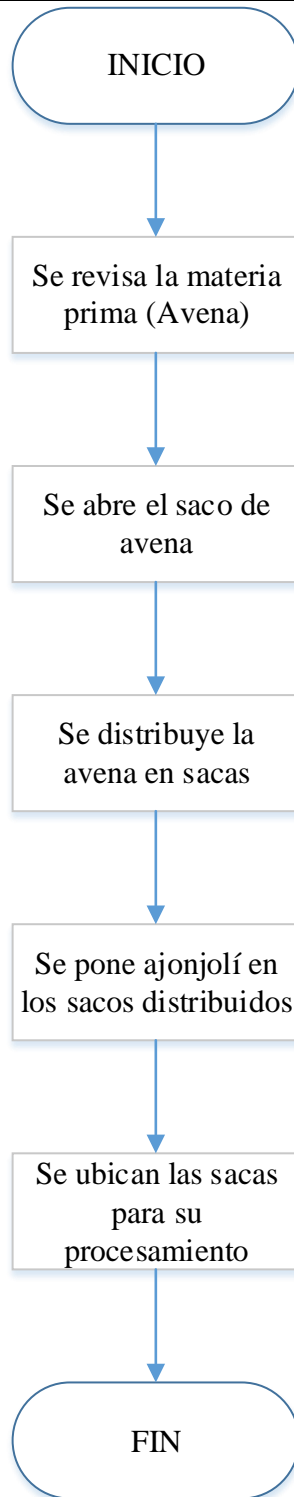 INICIO
Se revisa la materia
prima (Avena)
Se abre el saco de
avena
Se distribuye la
avena en sacas
Se pone ajonjolí en
los sacos distribuidos
Se ubican las sacas
para su
procesamiento
FIN